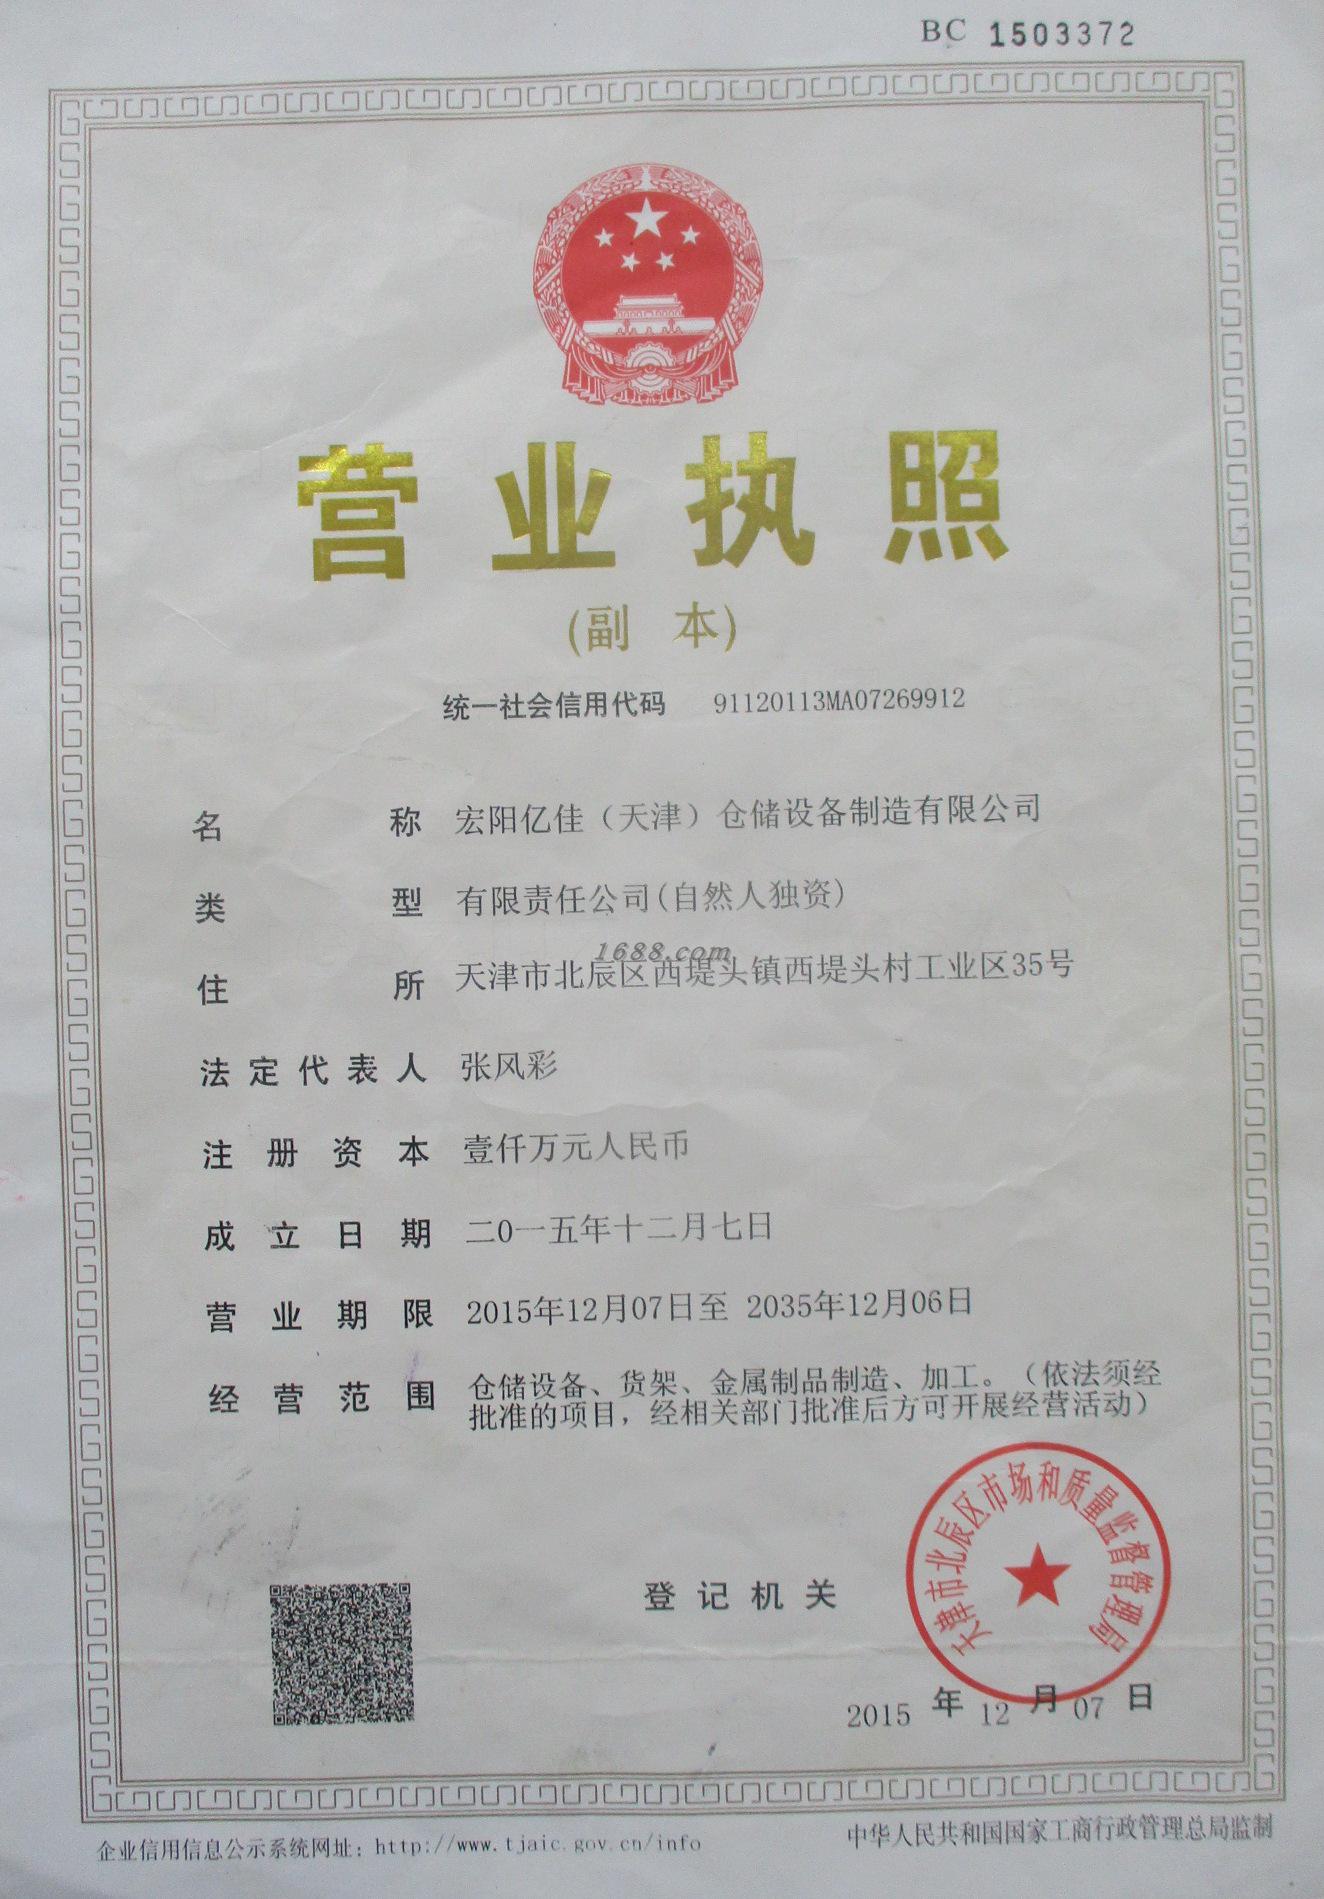 BC 1503372
营业执照
(副 本)
统一社会信用代码 91120113MA07269912
名称 宏阳亿佳（天津）仓储设备制造有限公司
类型 有限责任公司(自然人独资)
1688.com
住所 天津市北辰区西堤头镇西堤头村工业区35号
法定代表人 张风彩
注册资本 壹仟万元人民币
成立日期 二0一五年十二月七日
营业期限 2015年12月07日至 2035年12月06日
经营范围 仓储设备、货架、金属制品制造、加工。（依法须经
批准的项目，经相关部门批准后方可开展经营活动）
天津市北辰区市场和质量监督管理局
登记机关
2015 年 12 月 07 日
企业信用信息公示系统网址：http://www.tjaic.gov.cn/info
中华人民共和国国家工商行政管理总局监制